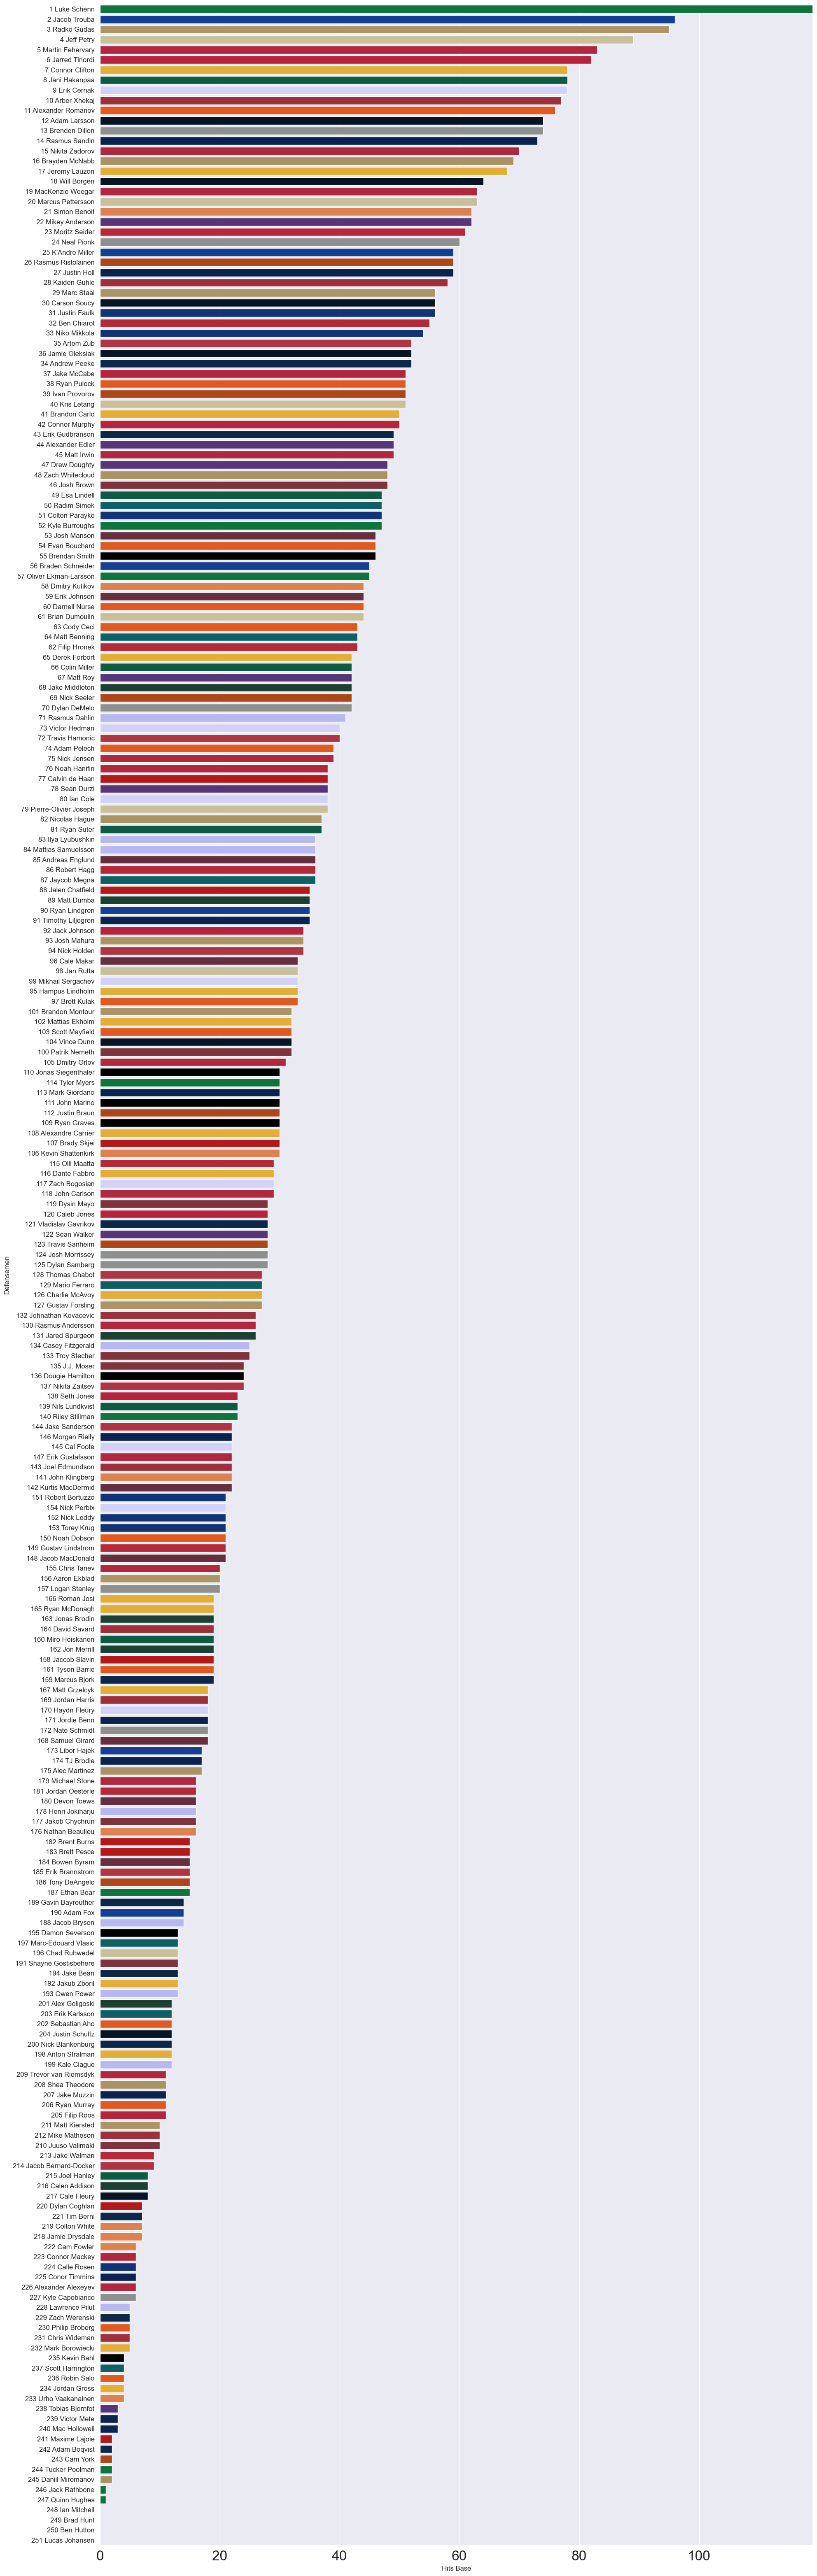 1 Luke Schenn
2 Jacob Trouba
3 Radko Gudas
4 Jeff Petry
5 Martin Fehervary
6 Jarred Tinordi
7 Connor Clifton
8 Jani Hakanpaa
9 Erik Cernak
10 Arber Xhekaj
11 Alexander Romanov
12 Adam Larsson
13 Brenden Dillon
14 Rasmus Sandin
15 Nikita Zadorov
16 Brayden McNabb
17 Jeremy Lauzon
18 Will Borgen
19 MacKenzie Weegar
20 Marcus Pettersson
21 Simon Benoit
22 Mikey Anderson
23 Moritz Seider
24 Neal Pionk
25 K'Andre Miller
26 Rasmus Ristolainen
27 Justin Holl
28 Kaiden Guhle
29 Marc Staal
30 Carson Soucy
31 Justin Faulk
32 Ben Chiarot
33 Niko Mikkola
35 Artem Zub
36 Jamie Oleksiak
34 Andrew Peeke
37 Jake McCabe
38 Ryan Pulock
39 Ivan Provorov
40 Kris Letang
41 Brandon Carlo
42 Connor Murphy
43 Erik Gudbranson
44 Alexander Edler
45 Matt Irwin
47 Drew Doughty
48 Zach Whitecloud
46 Josh Brown
49 Esa Lindell
50 Radim Simek
51 Colton Parayko
52 Kyle Burroughs
53 Josh Manson
54 Evan Bouchard
55 Brendan Smith
56 Braden Schneider
57 Oliver Ekman-Larsson
58 Dmitry Kulikov
59 Erik Johnson
60 Darnell Nurse
61 Brian Dumoulin
63 Cody Ceci
64 Matt Benning
62 Filip Hronek
65 Derek Forbort
66 Colin Miller
67 Matt Roy
68 Jake Middleton
69 Nick Seeler
70 Dylan DeMelo
71 Rasmus Dahlin
73 Victor Hedman
72 Travis Hamonic
74 Adam Pelech
75 Nick Jensen
76 Noah Hanifin
77 Calvin de Haan
78 Sean Durzi
80 Ian Cole
79 Pierre-Olivier Joseph
82 Nicolas Hague
81 Ryan Suter
83 Ilya Lyubushkin
84 Mattias Samuelsson
85 Andreas Englund
86 Robert Hagg
87 Jaycob Megna
88 Jalen Chatfield
89 Matt Dumba
90 Ryan Lindgren
91 Timothy Liljegren
92 Jack Johnson
93 Josh Mahura
94 Nick Holden
96 Cale Makar
98 Jan Rutta
99 Mikhail Sergachev
95 Hampus Lindholm
97 Brett Kulak
101 Brandon Montour
102 Mattias Ekholm
103 Scott Mayfield
104 Vince Dunn
100 Patrik Nemeth
105 Dmitry Orlov
110 Jonas Siegenthaler
114 Tyler Myers
113 Mark Giordano
111 John Marino
112 Justin Braun
109 Ryan Graves
108 Alexandre Carrier
107 Brady Skjei
106 Kevin Shattenkirk
115 Olli Maatta
116 Dante Fabbro
117 Zach Bogosian
118 John Carlson
119 Dysin Mayo
120 Caleb Jones
121 Vladislav Gavrikov
122 Sean Walker
123 Travis Sanheim
124 Josh Morrissey
125 Dylan Samberg
128 Thomas Chabot
129 Mario Ferraro
126 Charlie McAvoy
127 Gustav Forsling
132 Johnathan Kovacevic
130 Rasmus Andersson
131 Jared Spurgeon
134 Casey Fitzgerald
133 Troy Stecher
135 J.J. Moser
136 Dougie Hamilton
137 Nikita Zaitsev
138 Seth Jones
139 Nils Lundkvist
140 Riley Stillman
144 Jake Sanderson
146 Morgan Rielly
145 Cal Foote
147 Erik Gustafsson
143 Joel Edmundson
141 John Klingberg
142 Kurtis MacDermid
151 Robert Bortuzzo
154 Nick Perbix
152 Nick Leddy
153 Torey Krug
150 Noah Dobson
149 Gustav Lindstrom
148 Jacob MacDonald
155 Chris Tanev
156 Aaron Ekblad
157 Logan Stanley
166 Roman Josi
165 Ryan McDonagh
163 Jonas Brodin
164 David Savard
160 Miro Heiskanen
162 Jon Merrill
158 Jaccob Slavin
161 Tyson Barrie
159 Marcus Bjork
167 Matt Grzelcyk
169 Jordan Harris
170 Haydn Fleury
171 Jordie Benn
172 Nate Schmidt
168 Samuel Girard
173 Libor Hajek
174 TJ Brodie
175 Alec Martinez
179 Michael Stone
181 Jordan Oesterle
180 Devon Toews
178 Henri Jokiharju
177 Jakob Chychrun
176 Nathan Beaulieu
182 Brent Burns
183 Brett Pesce
184 Bowen Byram
185 Erik Brannstrom
186 Tony DeAngelo
187 Ethan Bear
189 Gavin Bayreuther
190 Adam Fox
188 Jacob Bryson
195 Damon Severson
197 Marc-Edouard Vlasic
196 Chad Ruhwedel
191 Shayne Gostisbehere
194 Jake Bean
192 Jakub Zboril
193 Owen Power
201 Alex Goligoski
203 Erik Karlsson
202 Sebastian Aho
204 Justin Schultz
200 Nick Blankenburg
198 Anton Stralman
199 Kale Clague
209 Trevor van Riemsdyk
208 Shea Theodore
207 Jake Muzzin
206 Ryan Murray
205 Filip Roos
211 Matt Kiersted
212 Mike Matheson
210 Juuso Valimaki
213 Jake Walman
214 Jacob Bernard-Docker
215 Joel Hanley
216 Calen Addison
217 Cale Fleury
220 Dylan Coghlan
221 Tim Berni
219 Colton White
218 Jamie Drysdale
222 Cam Fowler
223 Connor Mackey
224 Calle Rosen
225 Conor Timmins
226 Alexander Alexeyev
227 Kyle Capobianco
228 Lawrence Pilut
229 Zach Werenski
230 Philip Broberg
231 Chris Wideman
232 Mark Borowiecki
235 Kevin Bahl
237 Scott Harrington
236 Robin Salo
234 Jordan Gross
233 Urho Vaakanainen
238 Tobias Bjornfot
239 Victor Mete
240 Mac Hollowell
241 Maxime Lajoie
242 Adam Boqvist
243 Cam York
244 Tucker Poolman
245 Daniil Miromanov
246 Jack Rathbone
247 Quinn Hughes
248 Ian Mitchell
249 Brad Hunt
250 Ben Hutton
251 Lucas Johansen
Defensemen
0 20 40 60 80 100
Hits Base